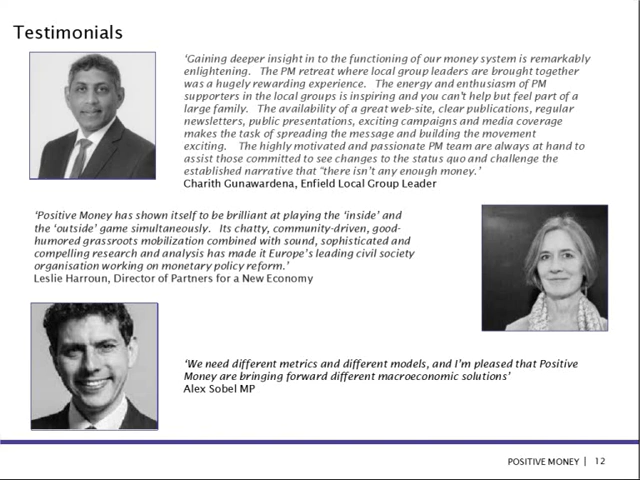 Testimonials
‘Gaining deeper insight in to the functioning of our money system is remarkably
enlightening. The PM retreat where local group leaders are brought together
was a hugely rewarding experience. The energy and enthusiasm of PM
supporters in the local groups is inspiring and you can't help but feel part of a
large family. The availability of a great web-site, clear publications, regular
newsletters, public presentations, exciting campaigns and media coverage
makes the task of spreading the message and building the movement
exciting. The highly motivated and passionate PM team are always at hand to
assist those committed to see changes to the status quo and challenge the
established narrative that “there isn't any enough money.’
Charith Gunawardena, Enfield Local Group Leader
‘Positive Money has shown itself to be brilliant at playing the ‘inside’ and
the ‘outside’ game simultaneously. Its chatty, community-driven, good-
humored grassroots mobilization combined with sound, sophisticated and
compelling research and analysis has made it Europe’s leading civil society
organisation working on monetary policy reform.’
Leslie Harroun, Director of Partners for a New Economy
‘We need different metrics and different models, and I’m pleased that Positive
Money are bringing forward different macroeconomic solutions’
Alex Sobel MP
POSITIVE MONEY | 12